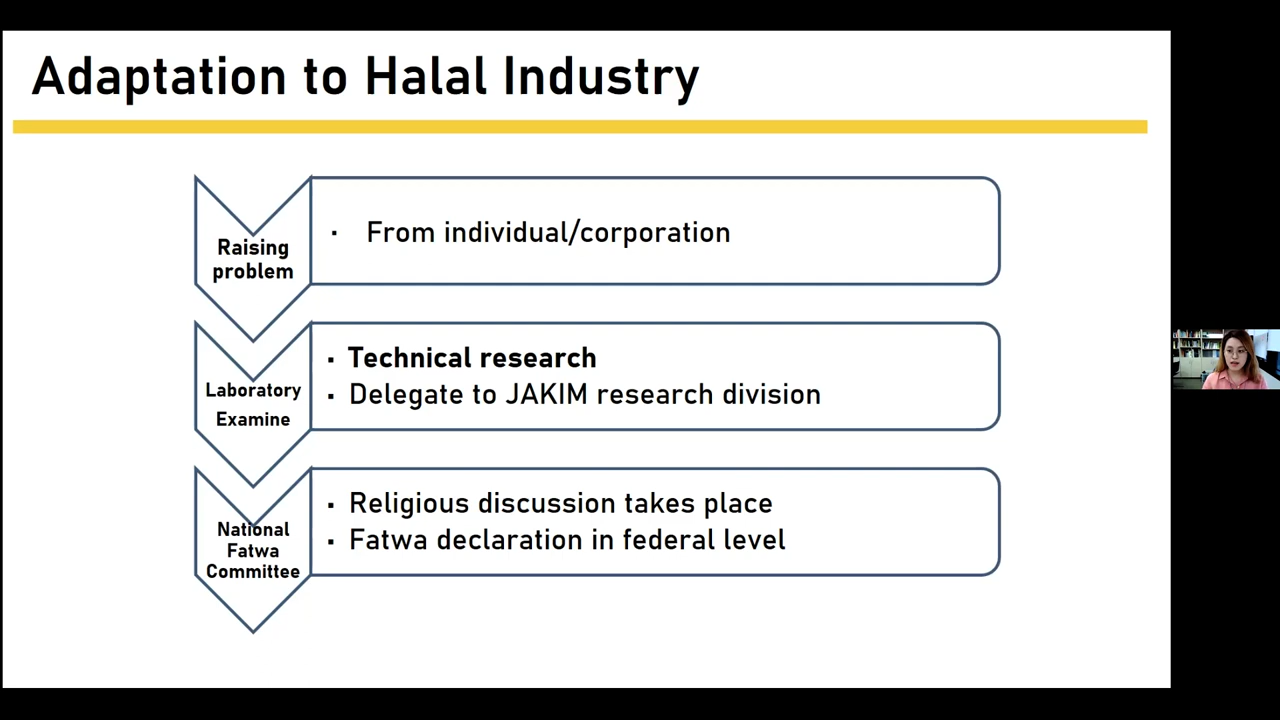 Adaptation to Halal Industry
Raising
problem
▪ From individual/corporation
Laboratory
Examine
▪ Technical research
▪ Delegate to JAKIM research division
National
Fatwa
Committee
▪ Religious discussion takes place
▪ Fatwa declaration in federal level